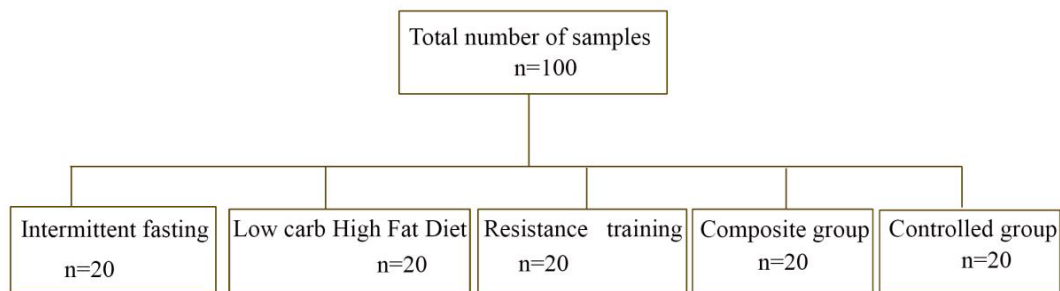 Total number of samples
n=100
Intermittent fasting
n=20
Low carb High Fat Diet
n=20
Resistance training
n=20
Composite group
n=20
Controlled group
n=20